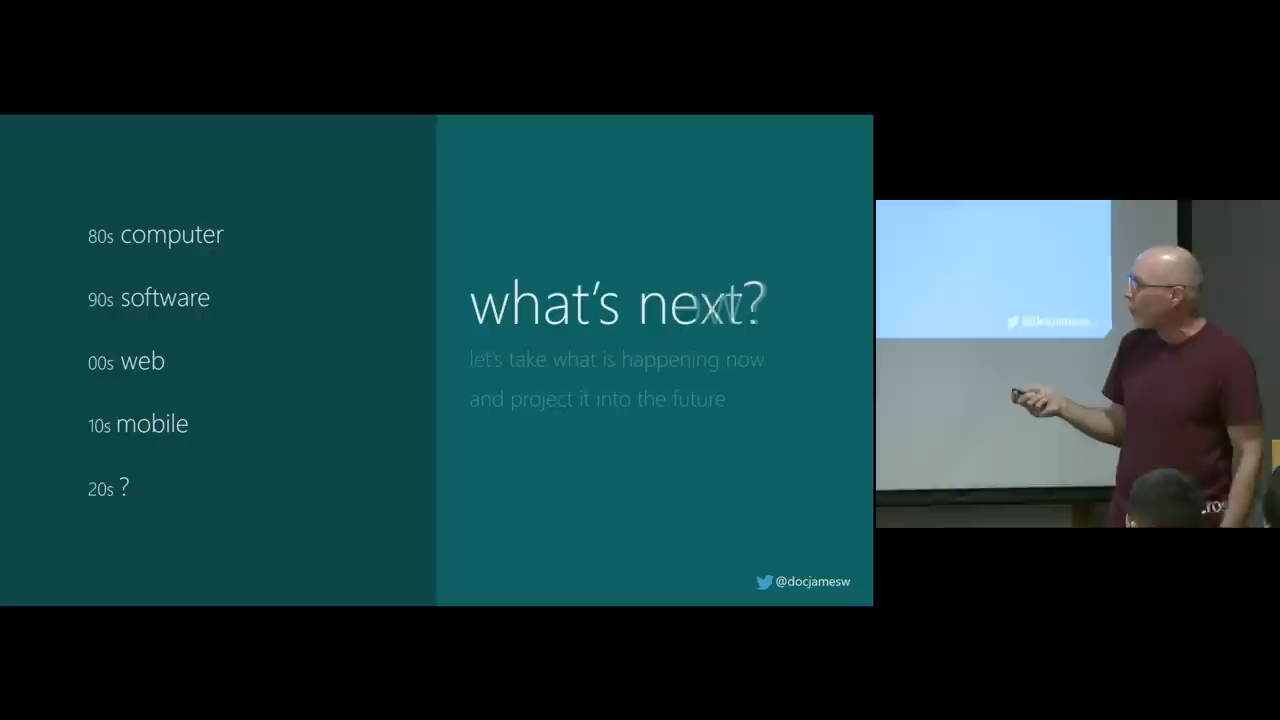 80s computer
90s software
00s web
10s mobile
20s ?
what's next?
let's take what is happening now
and project it into the future
@docjamesw
@docjamesw